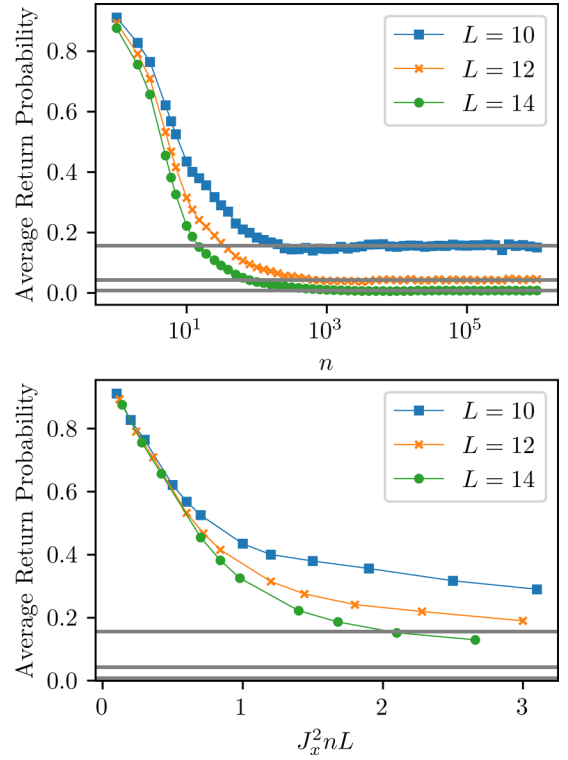 Average Return Probability
0.8
0.6
0.4
0.2
0.0
L = 10
L = 12
L = 14
10^1
10^3
10^5
n
Average Return Probability
0.8
0.6
0.4
0.2
0.0
L = 10
L = 12
L = 14
0
1
2
3
J_x^2 nL